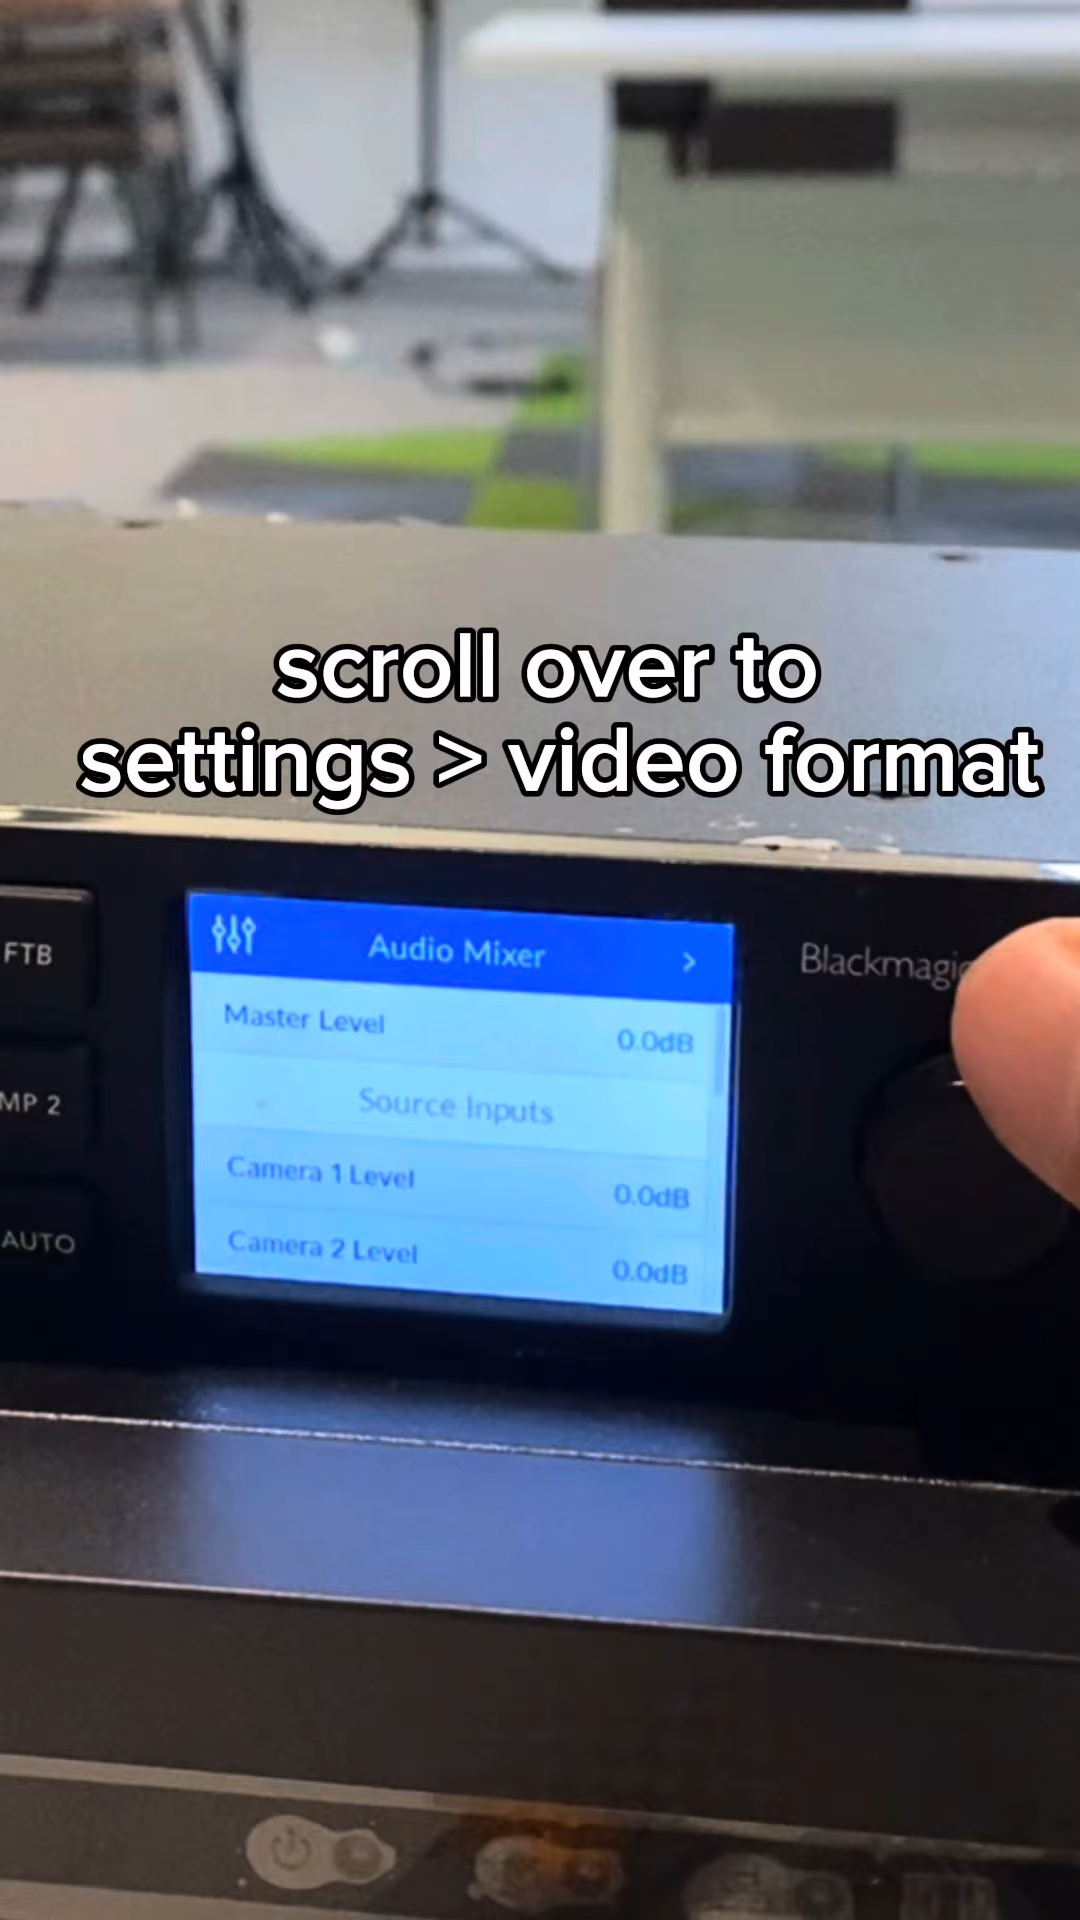 scroll over to
settings > video format
FTB
Audio Mixer >
Blackmagic
Master Level 0.0dB
Source Inputs
MP 2
Camera 1 Level 0.0dB
AUTO
Camera 2 Level 0.0dB